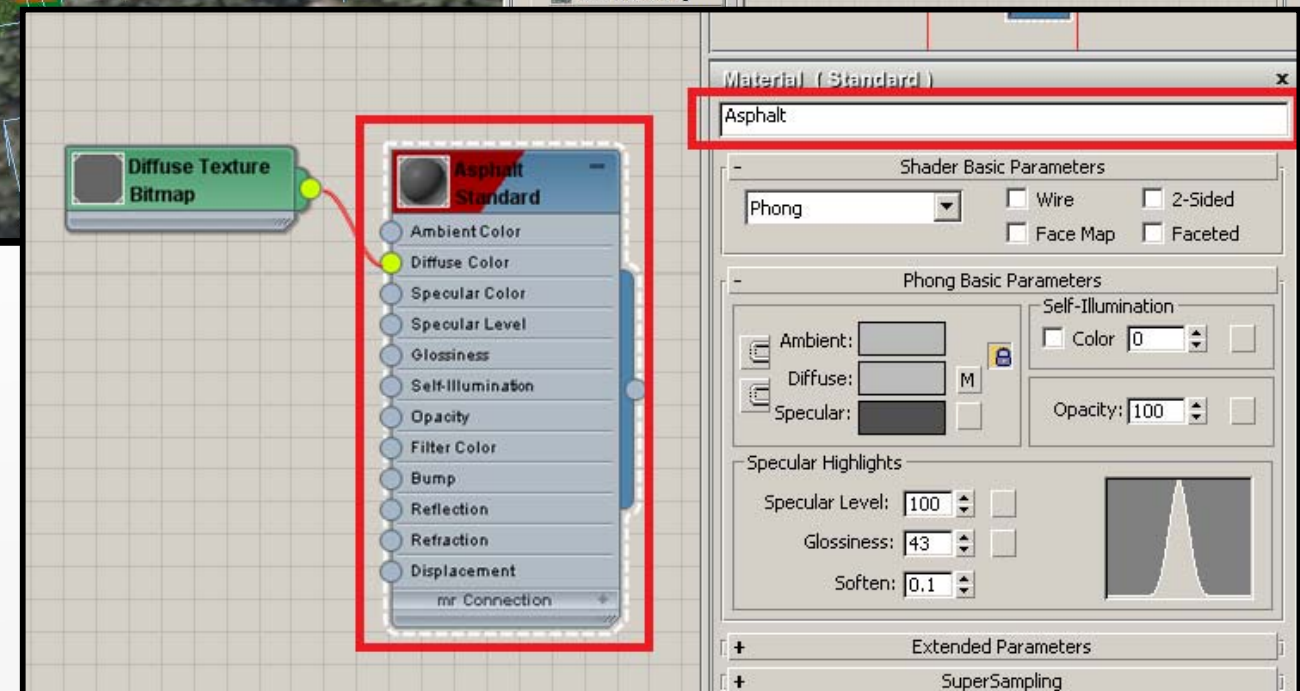 Diffuse Texture
Bitmap
Asphalt
Standard
Ambient Color
Diffuse Color
Specular Color
Specular Level
Glossiness
Self-Illumination
Opacity
Filter Color
Bump
Reflection
Refraction
Displacement
mr Connection +
Material ( Standard ) x
Asphalt
- Shader Basic Parameters
Phong
Wire
2-Sided
Face Map
Faceted
- Phong Basic Parameters
Ambient:
Diffuse: M
Specular:
Self-Illumination
Color 0
Opacity: 100
Specular Highlights
Specular Level: 100
Glossiness: 43
Soften: 0.1
+ Extended Parameters
+ SuperSampling